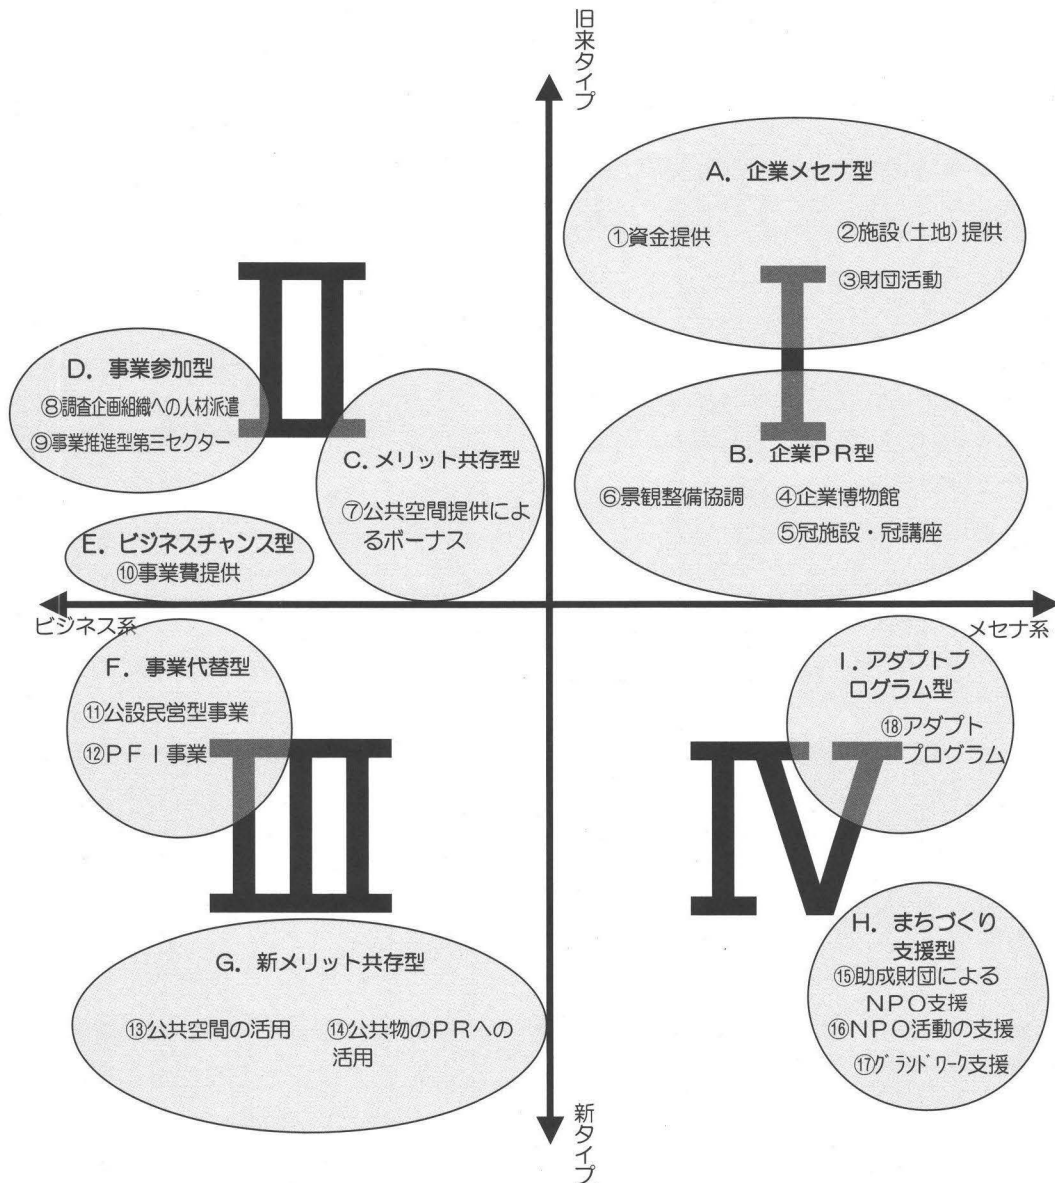 旧来タイプ
A．企業メセナ型
①資金提供
②施設（土地）提供
③財団活動
Ⅰ
Ⅱ
D．事業参加型
⑧調査企画組織への人材派遣
⑨事業推進型第三セクター
C．メリット共存型
⑦公共空間提供によ
るボーナス
B．企業ＰＲ型
⑥景観整備協調
④企業博物館
⑤冠施設・冠講座
E．ビジネスチャンス型
⑩事業費提供
ビジネス系
メセナ系
F．事業代替型
⑪公設民営型事業
⑫ＰＦＩ事業
Ⅲ
I．アダプトプ
ログラム型
⑱アダプト
プログラム
Ⅳ
G．新メリット共存型
⑬公共空間の活用
⑭公共物のＰＲへの
活用
H．まちづくり
支援型
⑮助成財団による
ＮＰＯ支援
⑯ＮＰＯ活動の支援
⑰ｸﾞﾗﾝﾄﾞﾜｰｸ支援
新タイプ